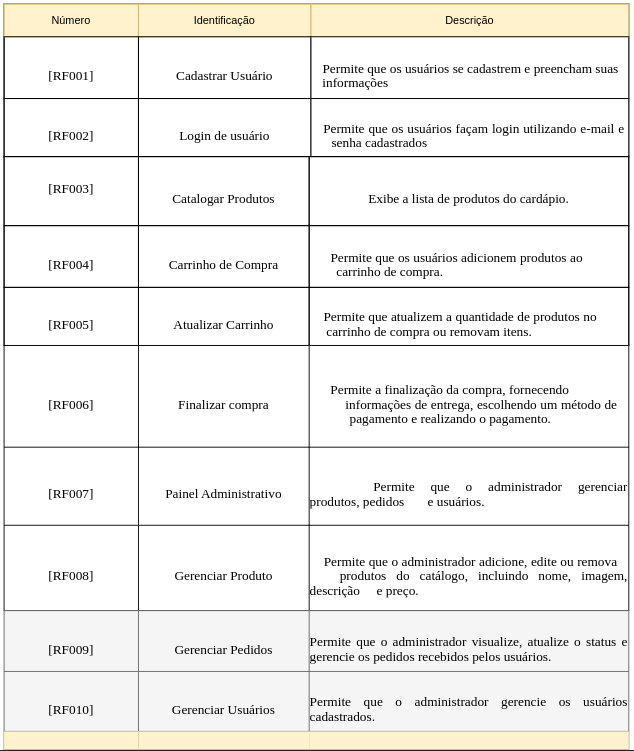 Número Identificação Descrição
[RF001] Cadastrar Usuário Permite que os usuários se cadastrem e preencham suas
informações
[RF002] Login de usuário Permite que os usuários façam login utilizando e-mail e
senha cadastrados
[RF003] Catalogar Produtos Exibe a lista de produtos do cardápio.
[RF004] Carrinho de Compra Permite que os usuários adicionem produtos ao
carrinho de compra.
[RF005] Atualizar Carrinho Permite que atualizem a quantidade de produtos no
carrinho de compra ou removam itens.
[RF006] Finalizar compra Permite a finalização da compra, fornecendo
informações de entrega, escolhendo um método de
pagamento e realizando o pagamento.
[RF007] Painel Administrativo Permite que o administrador gerenciar
produtos, pedidos e usuários.
[RF008] Gerenciar Produto Permite que o administrador adicione, edite ou remova
produtos do catálogo, incluindo nome, imagem,
descrição e preço.
[RF009] Gerenciar Pedidos Permite que o administrador visualize, atualize o status e
gerencie os pedidos recebidos pelos usuários.
[RF010] Gerenciar Usuários Permite que o administrador gerencie os usuários
cadastrados.